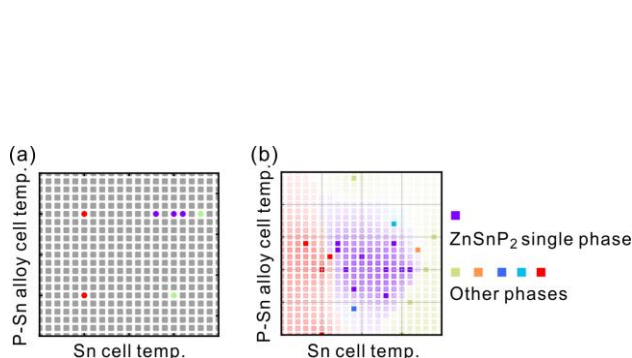 (a)
P-Sn alloy cell temp.
Sn cell temp.
(b)
P-Sn alloy cell temp.
Sn cell temp.
ZnSnP₂ single phase
Other phases